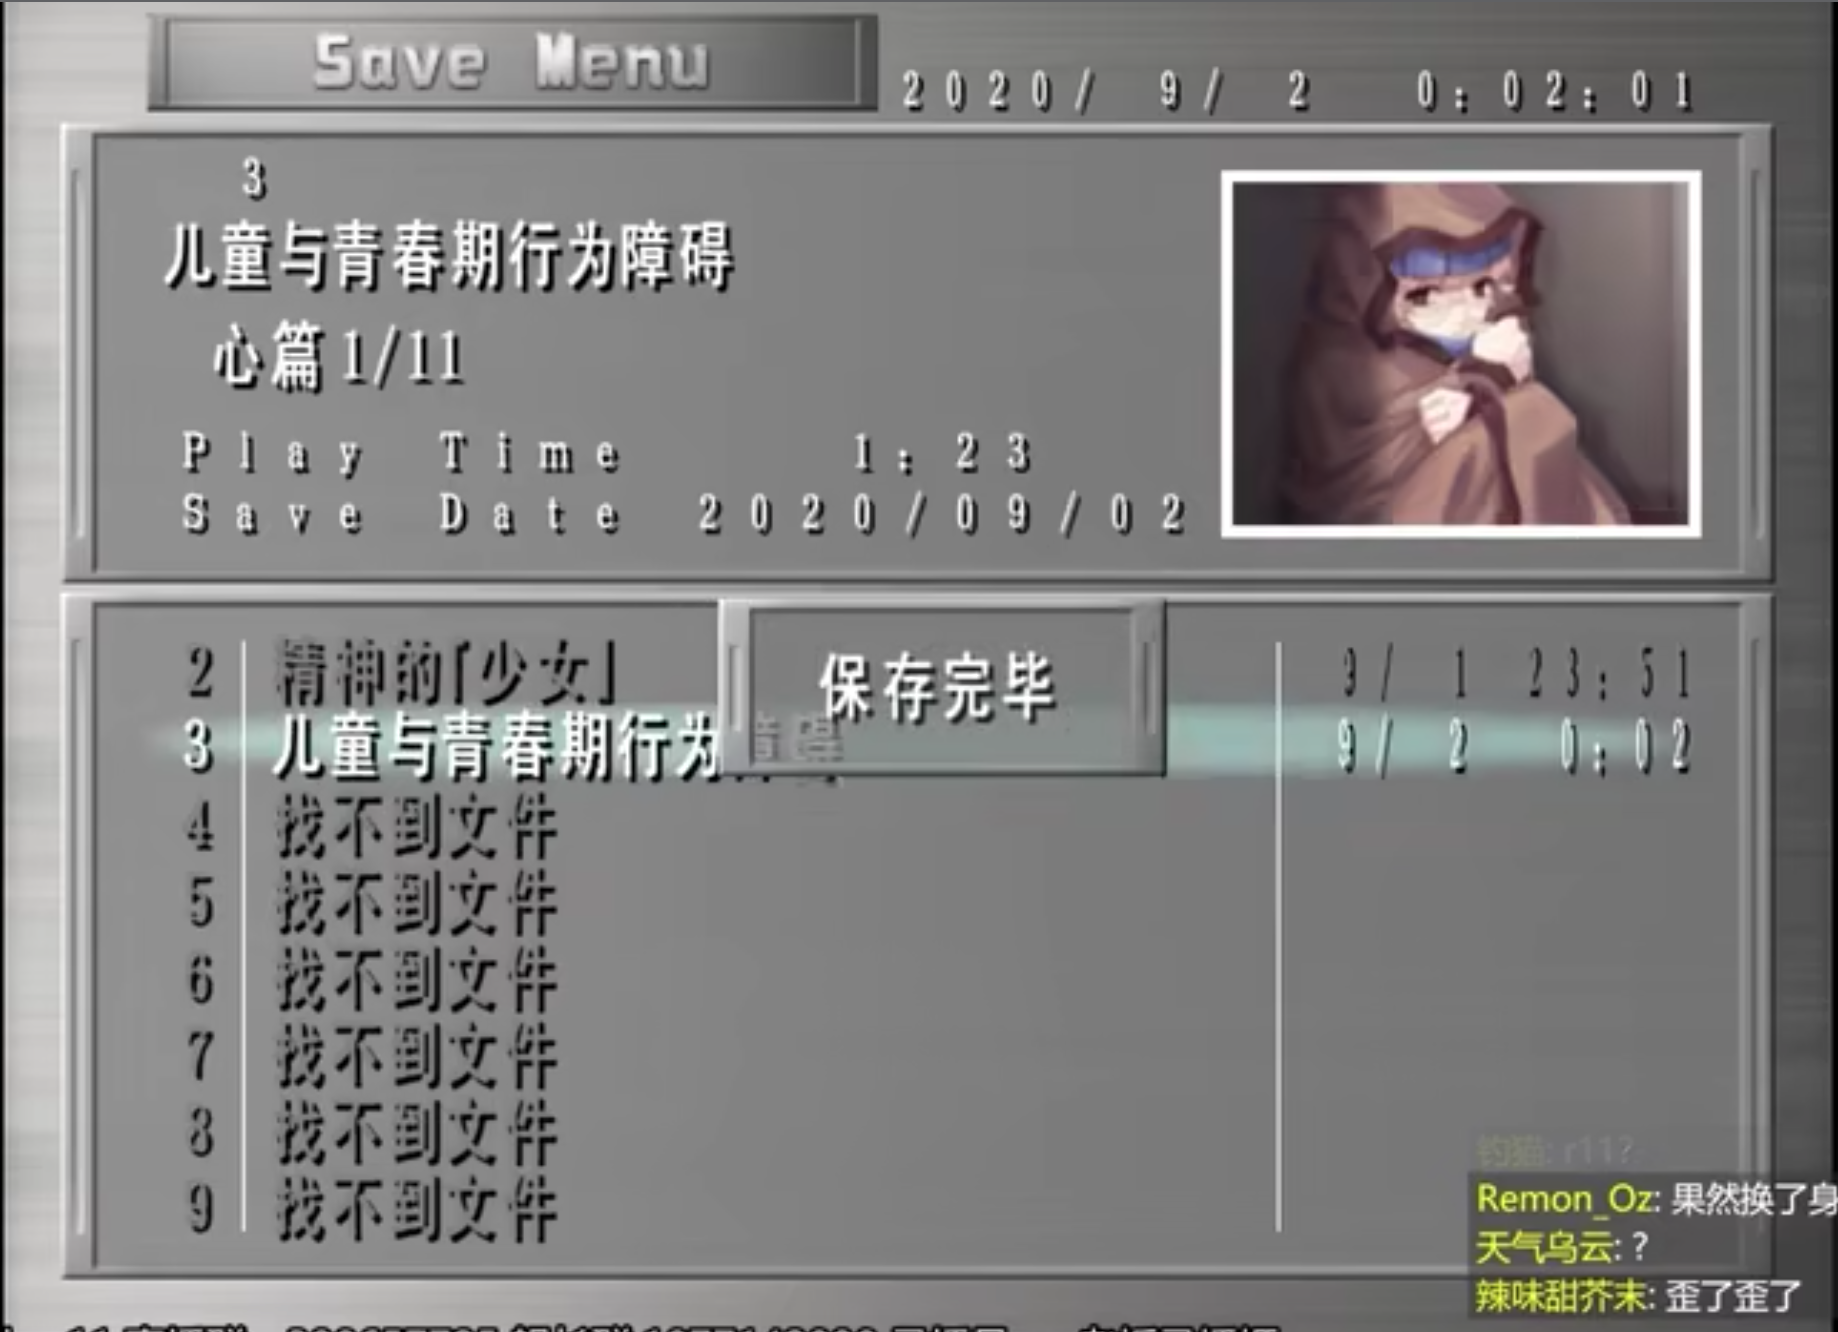 Save Menu
2020/ 9/ 2 0:02:01
3
儿童与青春期行为障碍
心篇1/11
Play Time 1:23
Save Date 2020/09/02
保存完毕
2 精神的「少女」 9/ 1 23:51
3 儿童与青春期行为障碍 9/ 2 0:02
4 找不到文件
5 找不到文件
6 找不到文件
7 找不到文件
8 找不到文件
9 找不到文件
钓猫: r11?
Remon_Oz: 果然换了身
天气乌云: ?
辣味甜芥末: 歪了歪了